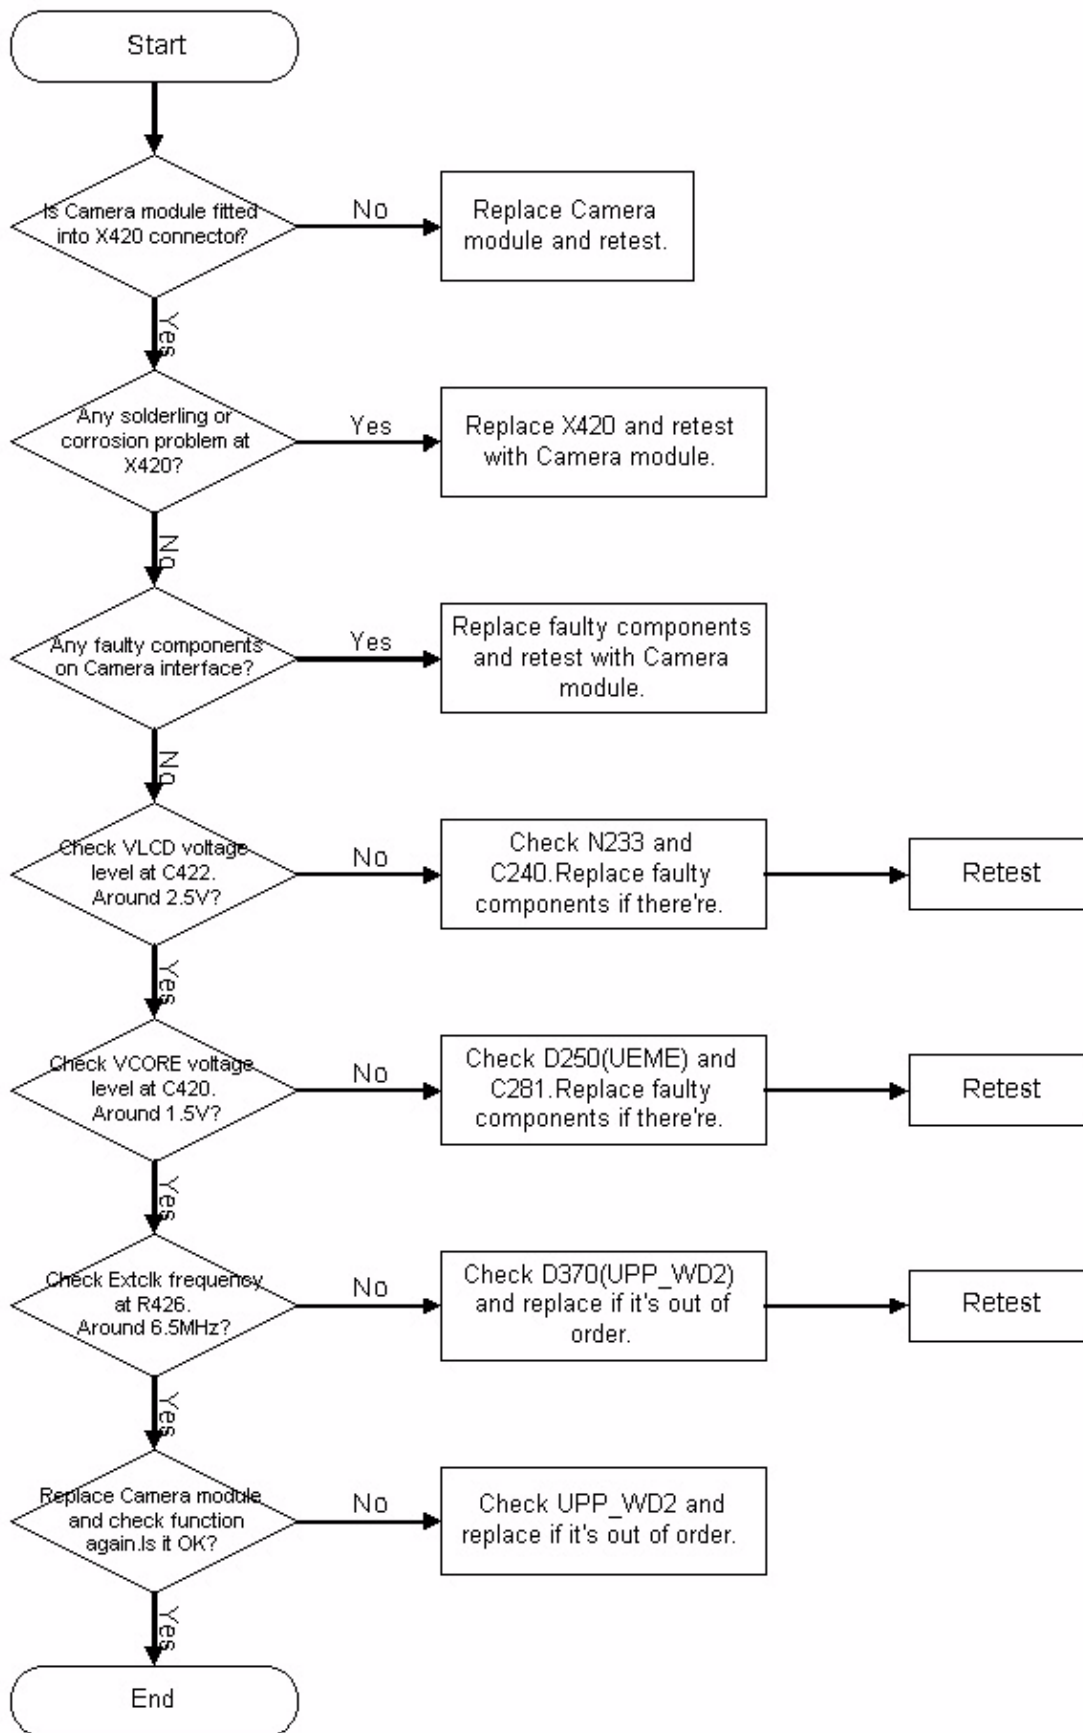 Start
Is Camera module fitted
into X420 connector?
No
Replace Camera
module and retest.
Yes
Any solderling or
corrosion problem at
X420?
Yes
Replace X420 and retest
with Camera module.
No
Any faulty components
on Camera interface?
Yes
Replace faulty components
and retest with Camera
module.
No
Check VLCD voltage
level at C422.
Around 2.5V?
No
Check N233 and
C240.Replace faulty
components if there're.
Retest
Yes
Check VCORE voltage
level at C420.
Around 1.5V?
No
Check D250(UEME) and
C281.Replace faulty
components if there're.
Retest
Yes
Check Extclk frequency
at R426.
Around 6.5MHz?
No
Check D370(UPP_WD2)
and replace if it's out of
order.
Retest
Yes
Replace Camera module
and check function
again.Is it OK?
No
Check UPP_WD2 and
replace if it's out of order.
Yes
End